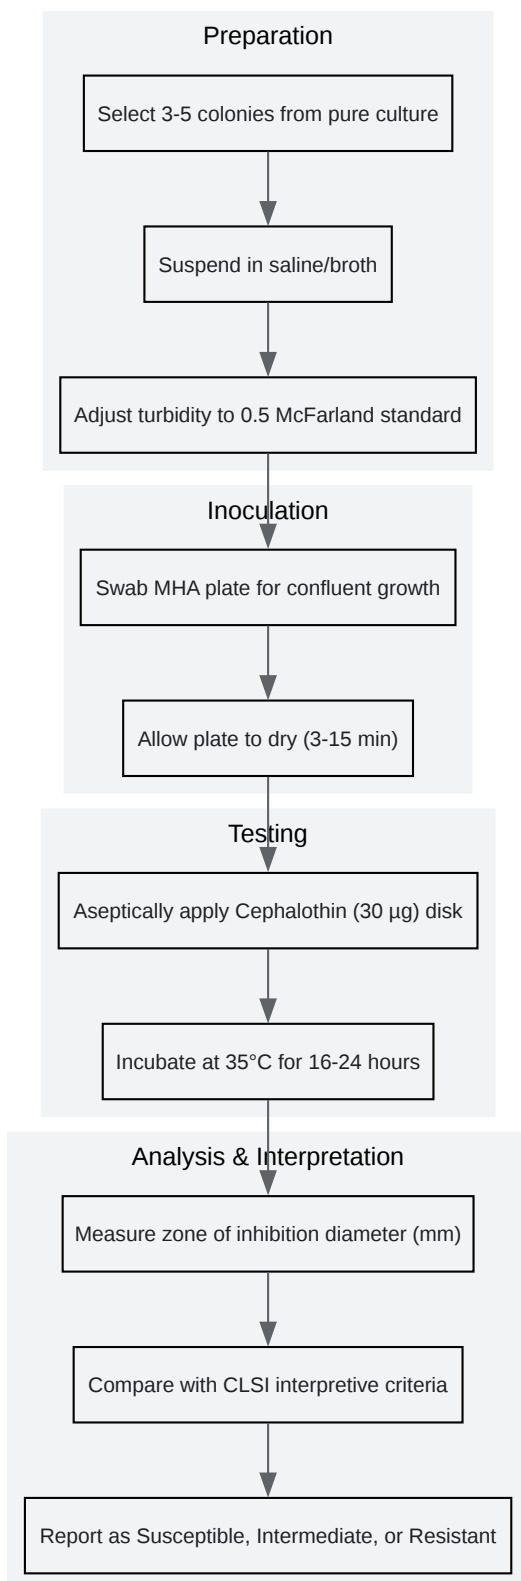 Preparation
Select 3-5 colonies from pure culture
Suspend in saline/broth
Adjust turbidity to 0.5 McFarland standard
Inoculation
Swab MHA plate for confluent growth
Allow plate to dry (3-15 min)
Testing
Aseptically apply Cephalothin (30 µg) disk
Incubate at 35°C for 16-24 hours
Analysis & Interpretation
Measure zone of inhibition diameter (mm)
Compare with CLSI interpretive criteria
Report as Susceptible, Intermediate, or Resistant